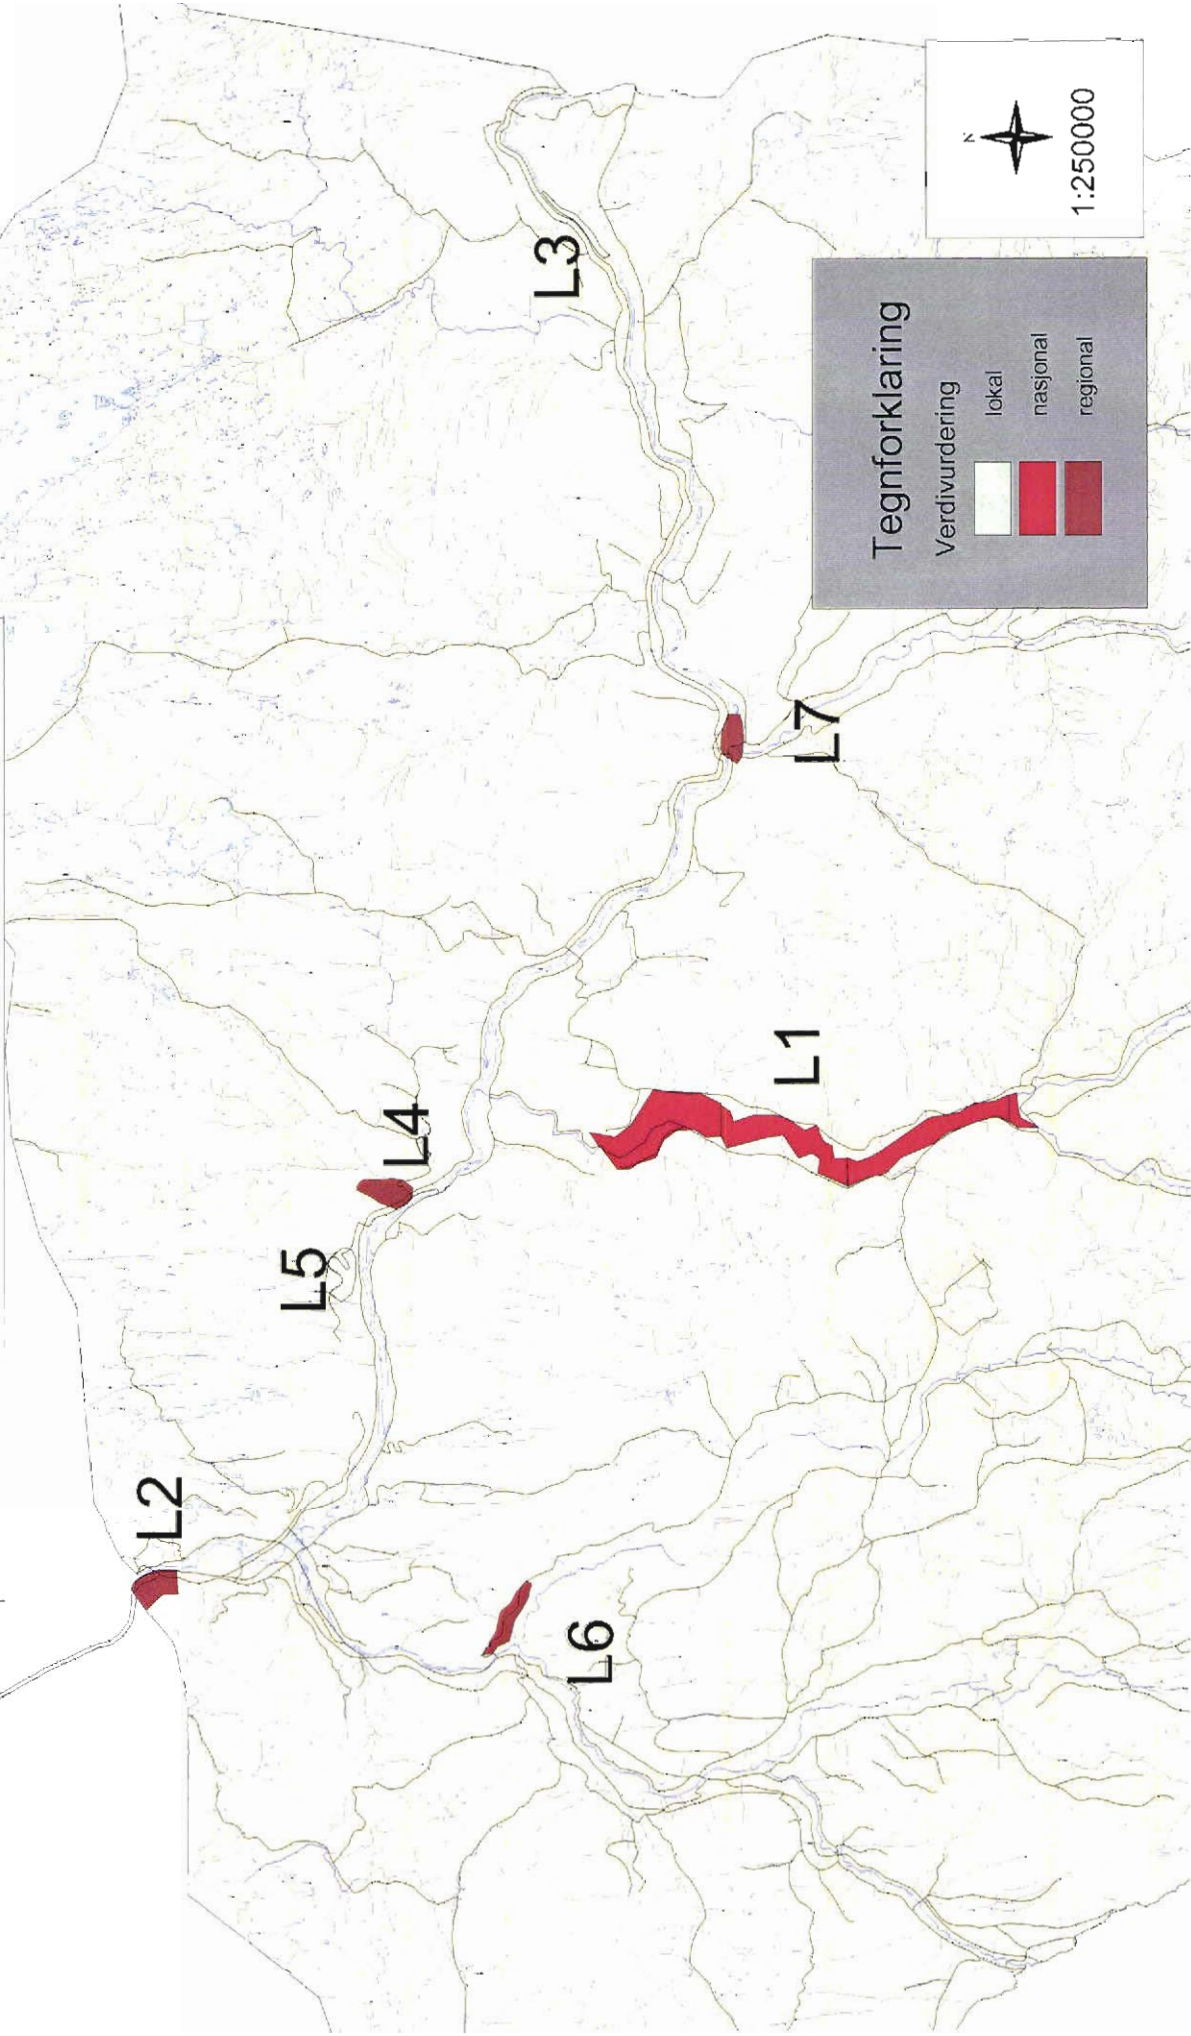 L2
L5
L4
L6
L1
L7
L3
Tegnforklaring
Verdivurdering
lokal
nasjonal
regional
N
1:250000